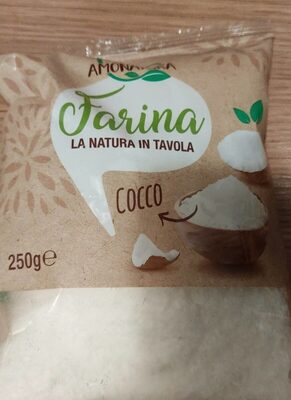 Farina
LA NATURA IN TAVOLA
COCCO
250g℮